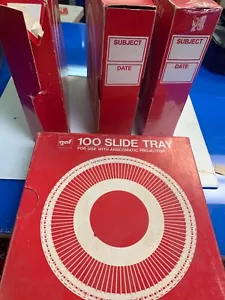 SUBJECT
DATE
SUBJECT
DATE
gaf 100 SLIDE TRAY
FOR USE WITH ANSCOMATIC PROJECTOR